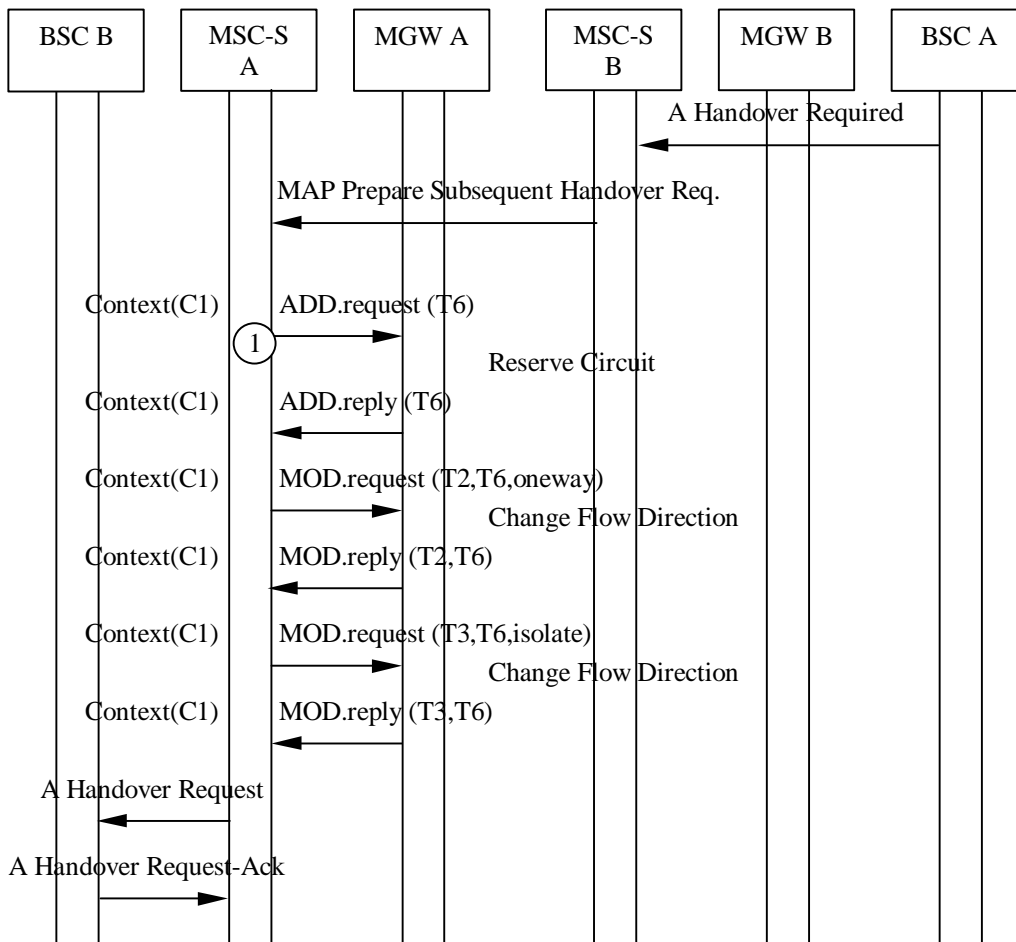 BSC B
MSC-S
A
MGW A
MSC-S
B
MGW B
BSC A
A Handover Required
MAP Prepare Subsequent Handover Req.
Context(C1)
ADD.request (T6)
1
Reserve Circuit
Context(C1)
ADD.reply (T6)
Context(C1)
MOD.request (T2,T6,oneway)
Change Flow Direction
Context(C1)
MOD.reply (T2,T6)
Context(C1)
MOD.request (T3,T6,isolate)
Change Flow Direction
Context(C1)
MOD.reply (T3,T6)
A Handover Request
A Handover Request-Ack